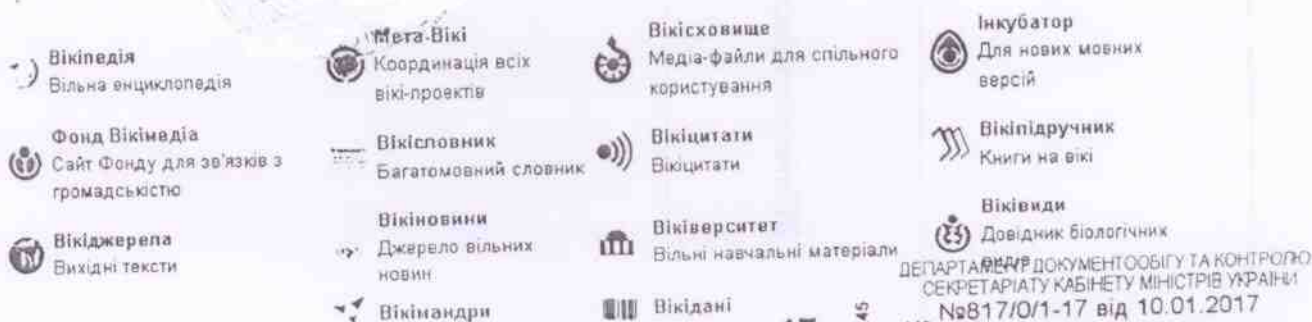 Вікіпедія
Вільна енциклопедія
Фонд Вікімедіа
Сайт Фонду для зв'язків з
громадськістю
Вікіджерела
Вихідні тексти
Мета-Вікі
Координація всіх
вікі-проектів
Вікісловник
Багатомовний словник
Вікіновини
Джерело вільних
новин
Вікімандри
Вікісховище
Медіа-файли для спільного
користування
Вікіцитати
Вікіцитати
Віківерситет
Вільні навчальні матеріали
Вікідані
45
Інкубатор
Для нових мовних
версій
Вікіпідручник
Книги на вікі
Віківиди
Довідник біологічних
видів
ДЕПАРТАМЕНТ ДОКУМЕНТООБІГУ ТА КОНТРОЛЮ
СЕКРЕТАРІАТУ КАБІНЕТУ МІНІСТРІВ УКРАЇНИ
№817/0/1-17 від 10.01.2017